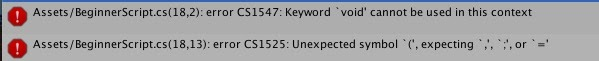 Assets/BeginnerScript.cs(18,2): error CS1547: Keyword `void' cannot be used in this context
Assets/BeginnerScript.cs(18,13): error CS1525: Unexpected symbol `(', expecting `,', `;', or `='